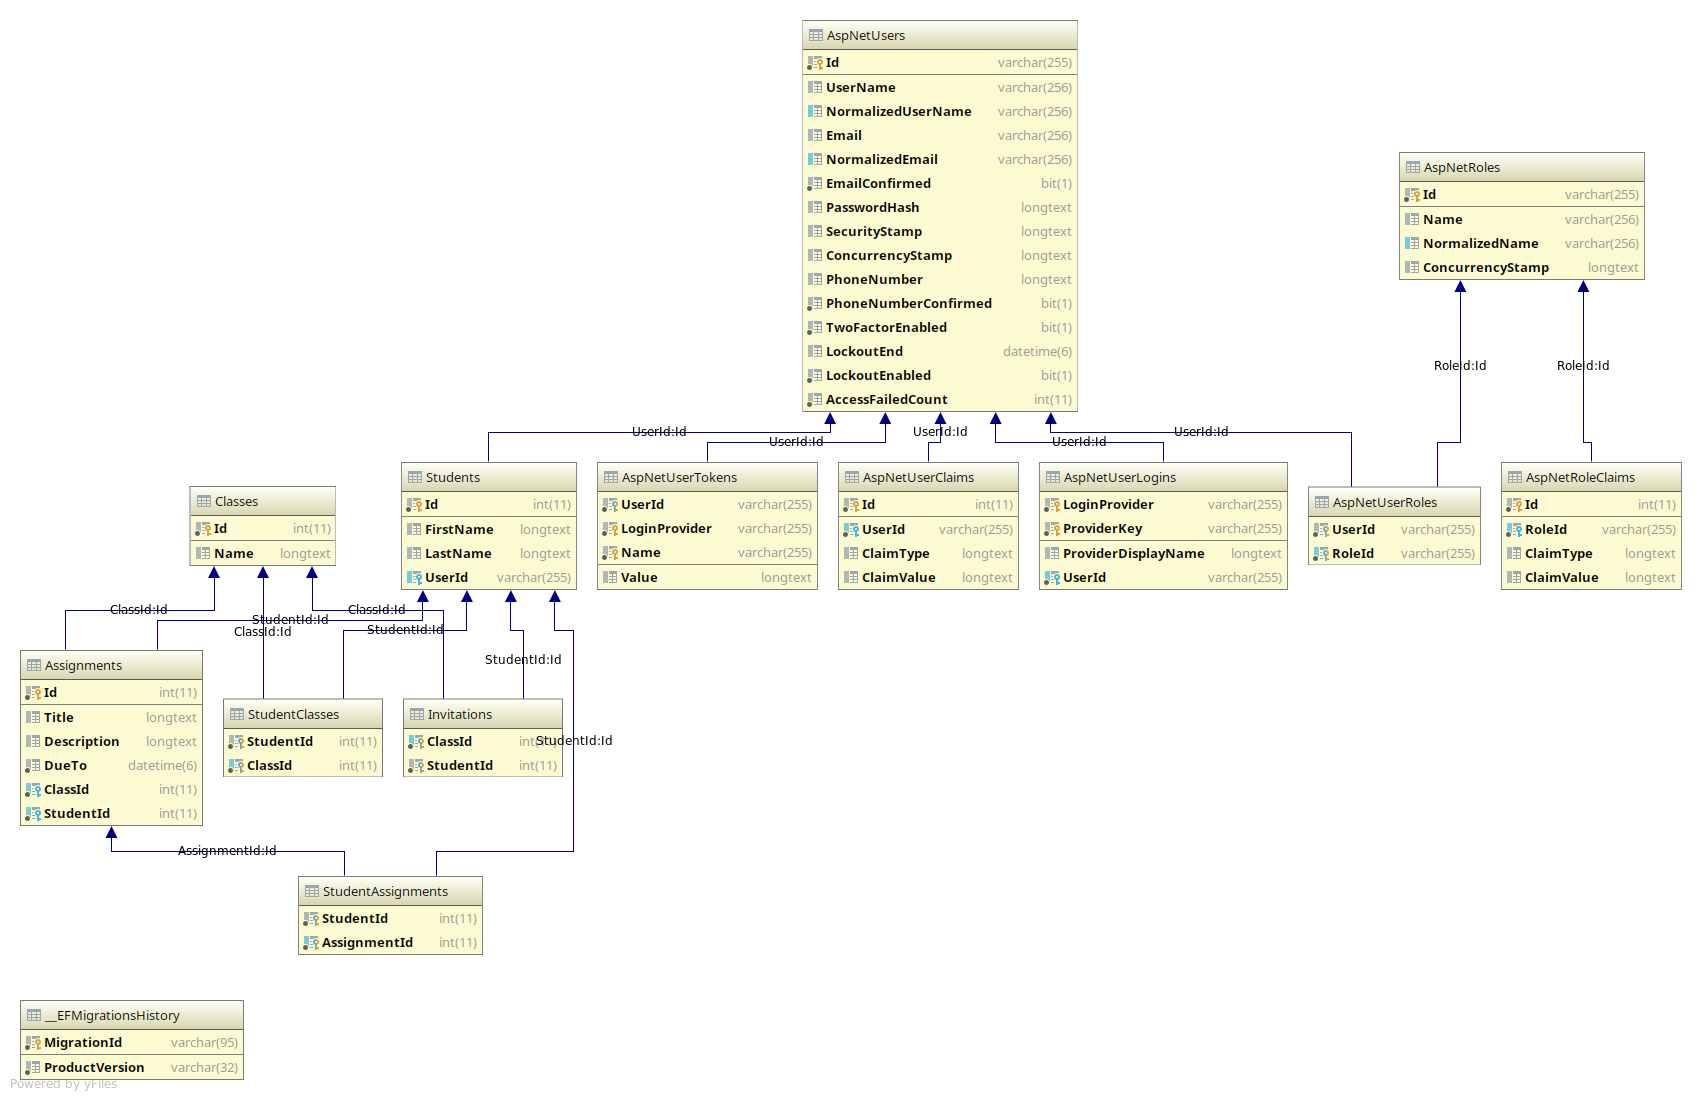 AspNetUsers
Id varchar(255)
UserName varchar(256)
NormalizedUserName varchar(256)
Email varchar(256)
NormalizedEmail varchar(256)
EmailConfirmed bit(1)
PasswordHash longtext
SecurityStamp longtext
ConcurrencyStamp longtext
PhoneNumber longtext
PhoneNumberConfirmed bit(1)
TwoFactorEnabled bit(1)
LockoutEnd datetime(6)
LockoutEnabled bit(1)
AccessFailedCount int(11)
AspNetRoles
Id varchar(255)
Name varchar(256)
NormalizedName varchar(256)
ConcurrencyStamp longtext
RoleId:Id
RoleId:Id
UserId:Id
UserId:Id
UserId:Id
UserId:Id
UserId:Id
Classes
Id int(11)
Name longtext
Students
Id int(11)
FirstName longtext
LastName longtext
UserId varchar(255)
AspNetUserTokens
UserId varchar(255)
LoginProvider varchar(255)
Name varchar(255)
Value longtext
AspNetUserClaims
Id int(11)
UserId varchar(255)
ClaimType longtext
ClaimValue longtext
AspNetUserLogins
LoginProvider varchar(255)
ProviderKey varchar(255)
ProviderDisplayName longtext
UserId varchar(255)
AspNetUserRoles
UserId varchar(255)
RoleId varchar(255)
AspNetRoleClaims
Id int(11)
RoleId varchar(255)
ClaimType longtext
ClaimValue longtext
ClassId:Id
StudentId:Id
ClassId:Id
ClassId:Id
StudentId:Id
StudentId:Id
StudentId:Id
Assignments
Id int(11)
Title longtext
Description longtext
DueTo datetime(6)
ClassId int(11)
StudentId int(11)
StudentClasses
StudentId int(11)
ClassId int(11)
Invitations
ClassId int(11)
StudentId int(11)
AssignmentId:Id
StudentAssignments
StudentId int(11)
AssignmentId int(11)
__EFMigrationsHistory
MigrationId varchar(95)
ProductVersion varchar(32)
Powered by yFiles